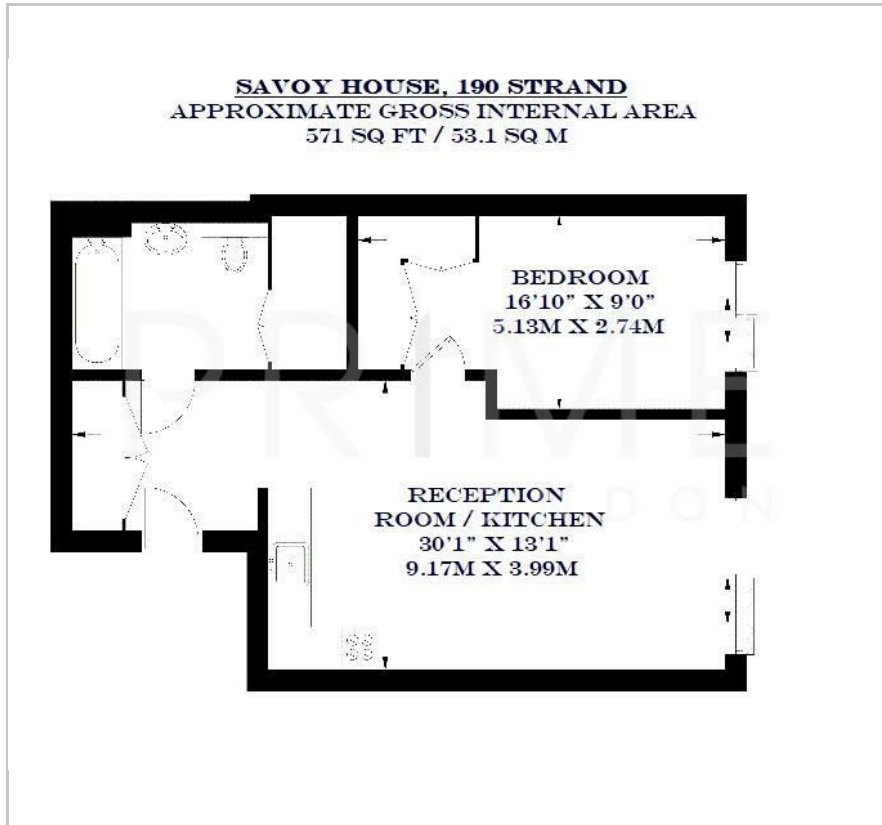 SAVOY HOUSE, 190 STRAND
APPROXIMATE GROSS INTERNAL AREA
571 SQ FT / 53.1 SQ M
BEDROOM
16'10" X 9'0"
5.13M X 2.74M
PRIME
RECEPTION
ROOM / KITCHEN
30'1" X 13'1"
9.17M X 3.99M